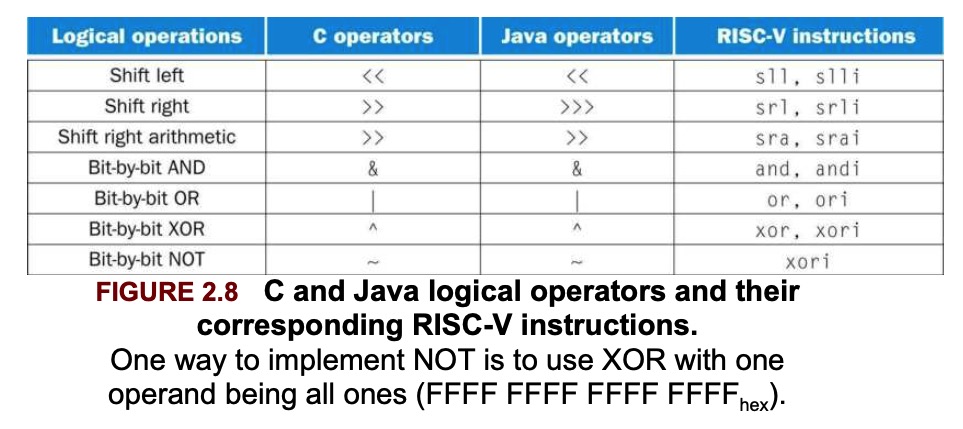 Logical operations C operators Java operators RISC-V instructions
Shift left << << sll, slli
Shift right >> >>> srl, srli
Shift right arithmetic >> >> sra, srai
Bit-by-bit AND & & and, andi
Bit-by-bit OR | | or, ori
Bit-by-bit XOR ^ ^ xor, xori
Bit-by-bit NOT ~ ~ xori
FIGURE 2.8 C and Java logical operators and their
corresponding RISC-V instructions.
One way to implement NOT is to use XOR with one
operand being all ones (FFFF FFFF FFFF FFFFhex).